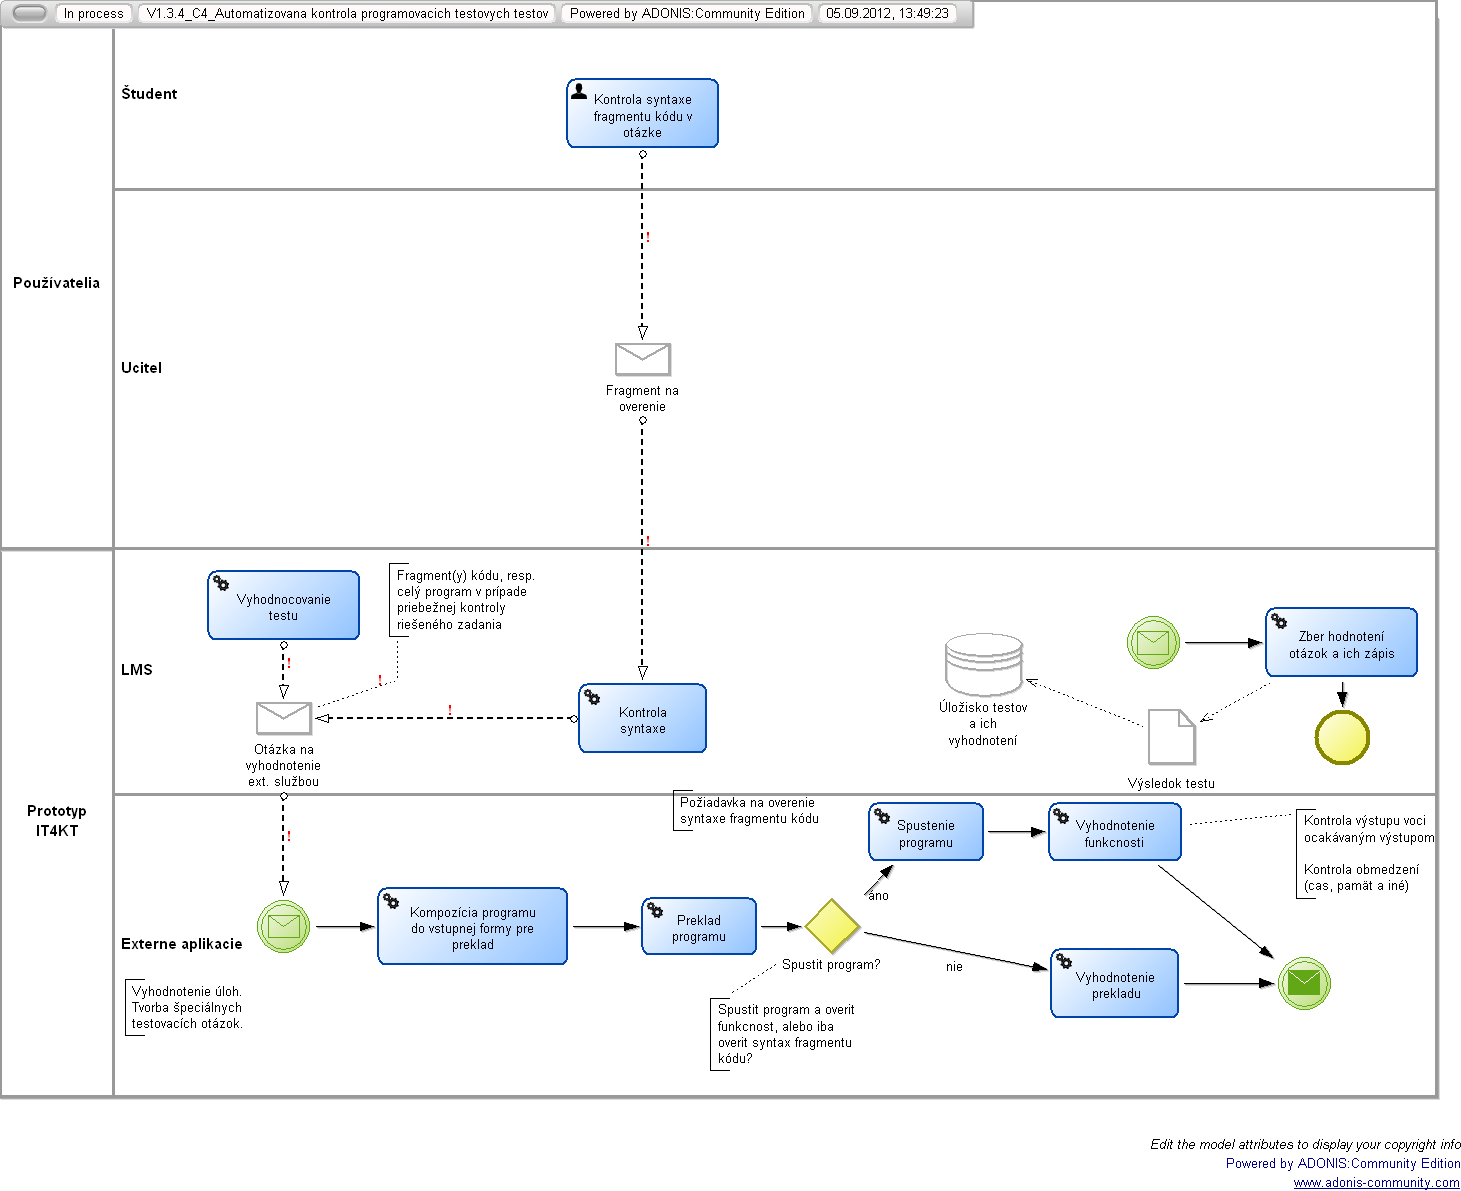 In process
V1.3.4_C4_Automatizovana kontrola programovacich testovych testov
Powered by ADONIS:Community Edition
05.09.2012, 13:49:23
Používatelia
Študent
Kontrola syntaxe
fragmentu kódu v
otázke
!
Ucitel
Fragment na
overenie
!
Prototyp
IT4KT
LMS
Vyhodnocovanie
testu
Fragment(y) kódu, resp.
celý program v prípade
priebežnej kontroly
riešeného zadania
!
!
!
Otázka na
vyhodnotenie
ext. službou
Kontrola
syntaxe
Úložisko testov
a ich
vyhodnotení
Zber hodnotení
otázok a ich zápis
Výsledok testu
Externe aplikacie
!
Požiadavka na overenie
syntaxe fragmentu kódu
Kompozícia programu
do vstupnej formy pre
preklad
Preklad
programu
Spustit program?
áno
nie
Spustenie
programu
Vyhodnotenie
funkcnosti
Vyhodnotenie
prekladu
Kontrola výstupu voci
ocakávaným výstupom
Kontrola obmedzení
(cas, pamät a iné)
Vyhodnotenie úloh.
Tvorba špeciálnych
testovacích otázok.
Spustit program a overit
funkcnost, alebo iba
overit syntax fragmentu
kódu?
Edit the model attributes to display your copyright info
Powered by ADONIS:Community Edition
www.adonis-community.com